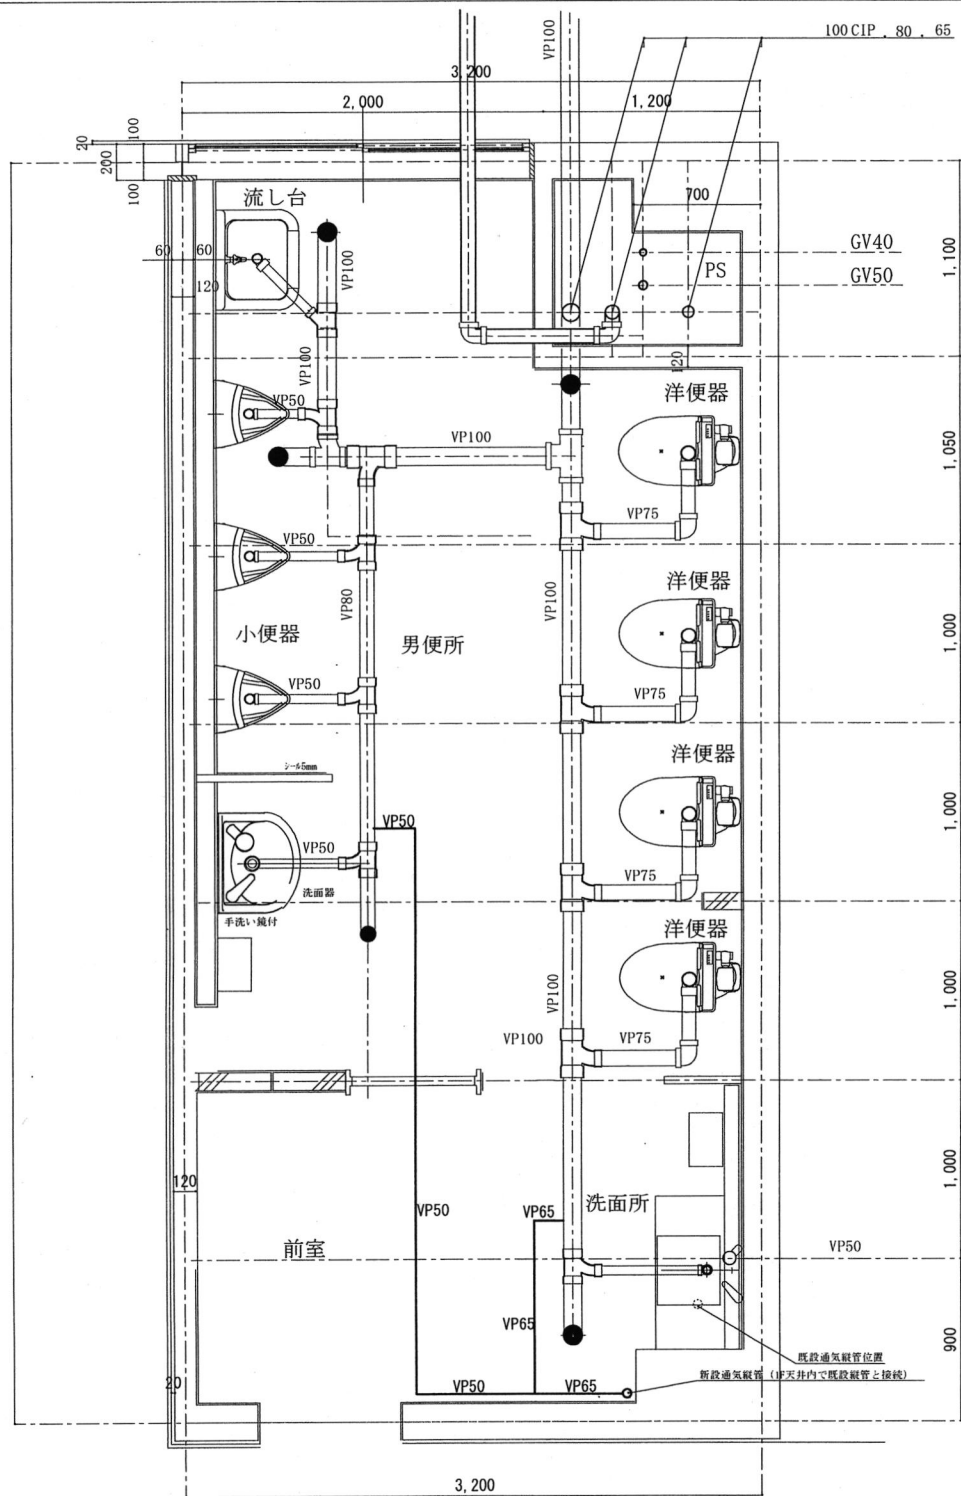 100CIP . 80 . 65
VP100
3,200
2,000
1,200
20
100
200
100
700
流し台
GV40
PS
GV50
60
60
120
VP100
1,100
VP100
120
洋便器
VP50
VP100
1,050
VP75
VP50
洋便器
VP80
VP100
小便器
男便所
1,000
VP50
VP75
洋便器
シール5mm
VP50
1,000
VP50
VP75
洗面器
手洗い鏡付
洋便器
VP100
1,000
VP100
VP75
120
1,000
VP50
VP65
洗面所
前室
VP50
VP65
900
既設通気縦管位置
新設通気縦管（1F天井内で既設縦管と接続）
20
VP50
VP65
3,200